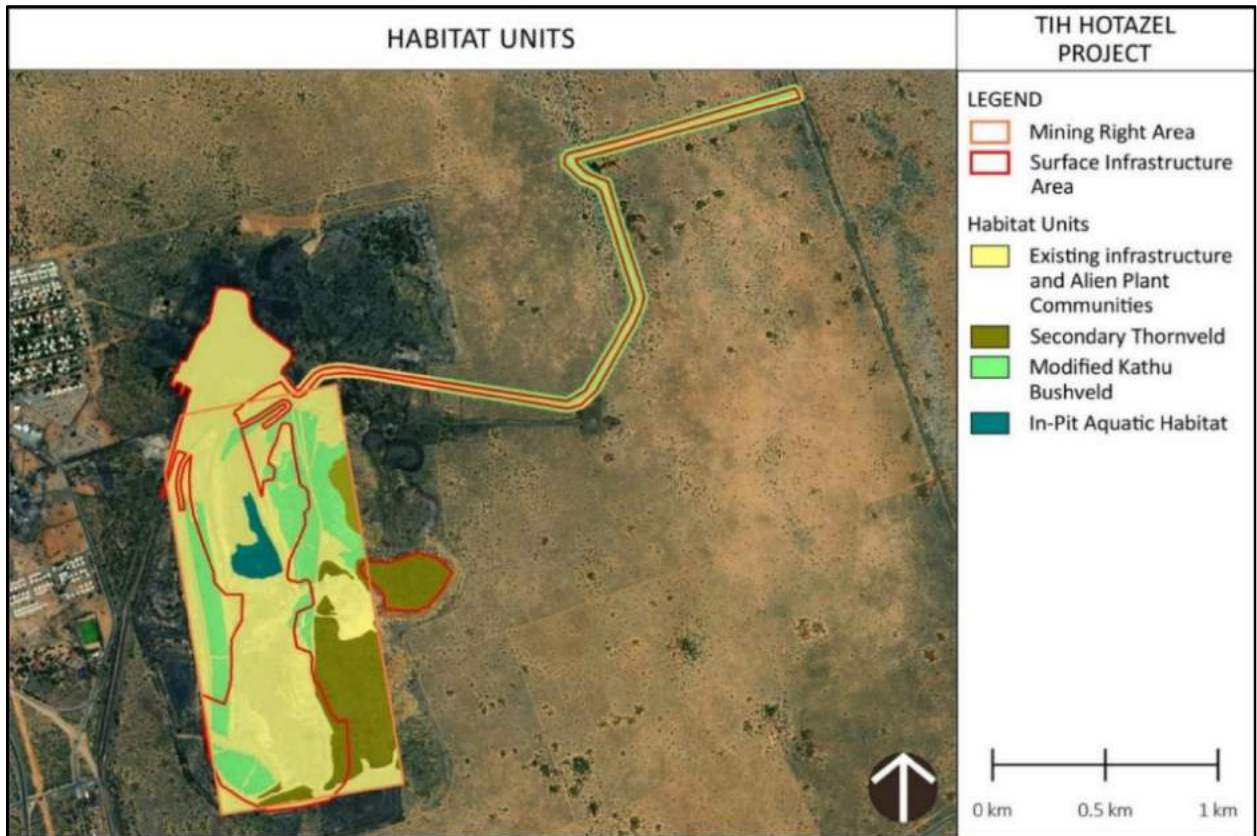 HABITAT UNITS
TIH HOTAZEL
PROJECT
LEGEND
Mining Right Area
Surface Infrastructure
Area
Habitat Units
Existing infrastructure
and Alien Plant
Communities
Secondary Thornveld
Modified Kathu
Bushveld
In-Pit Aquatic Habitat
0 km 0.5 km 1 km